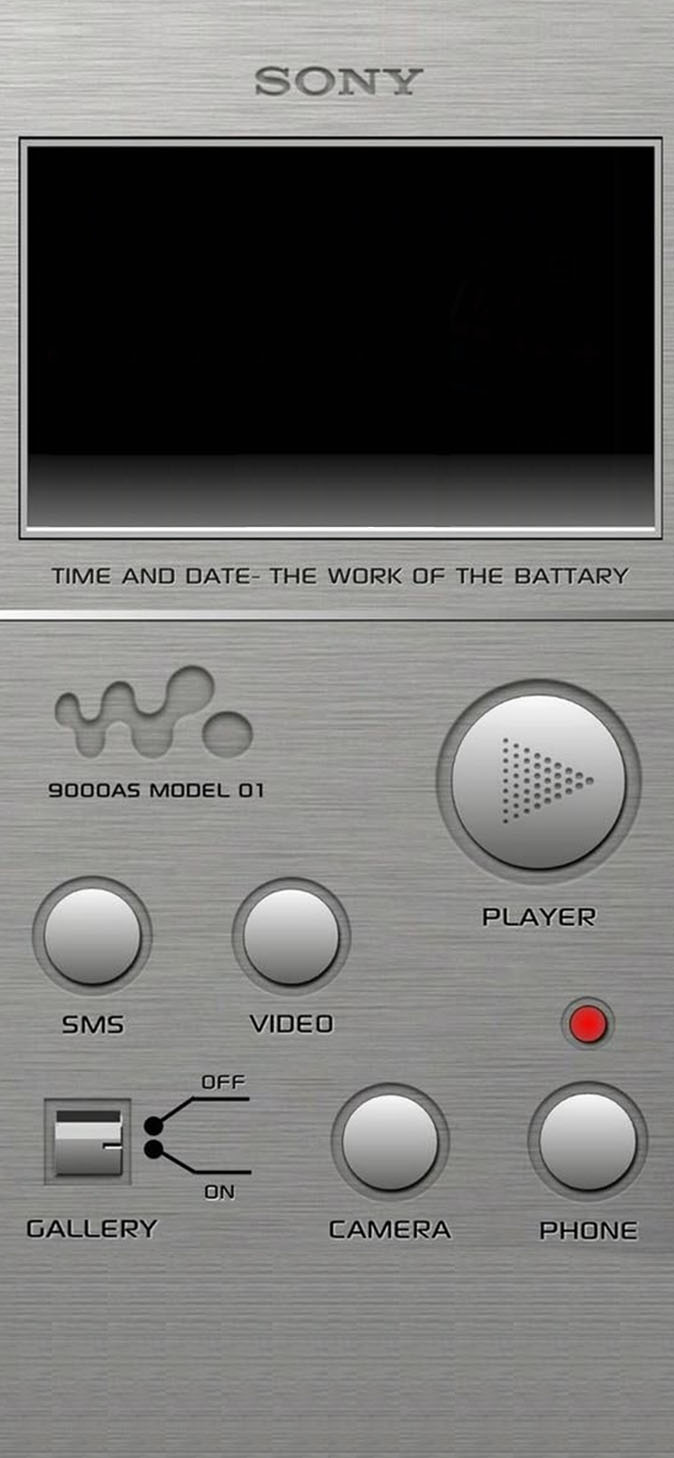 SONY
TIME AND DATE- THE WORK OF THE BATTARY
9000AS MODEL 01
PLAYER
SMS
VIDEO
OFF
ON
GALLERY
CAMERA
PHONE